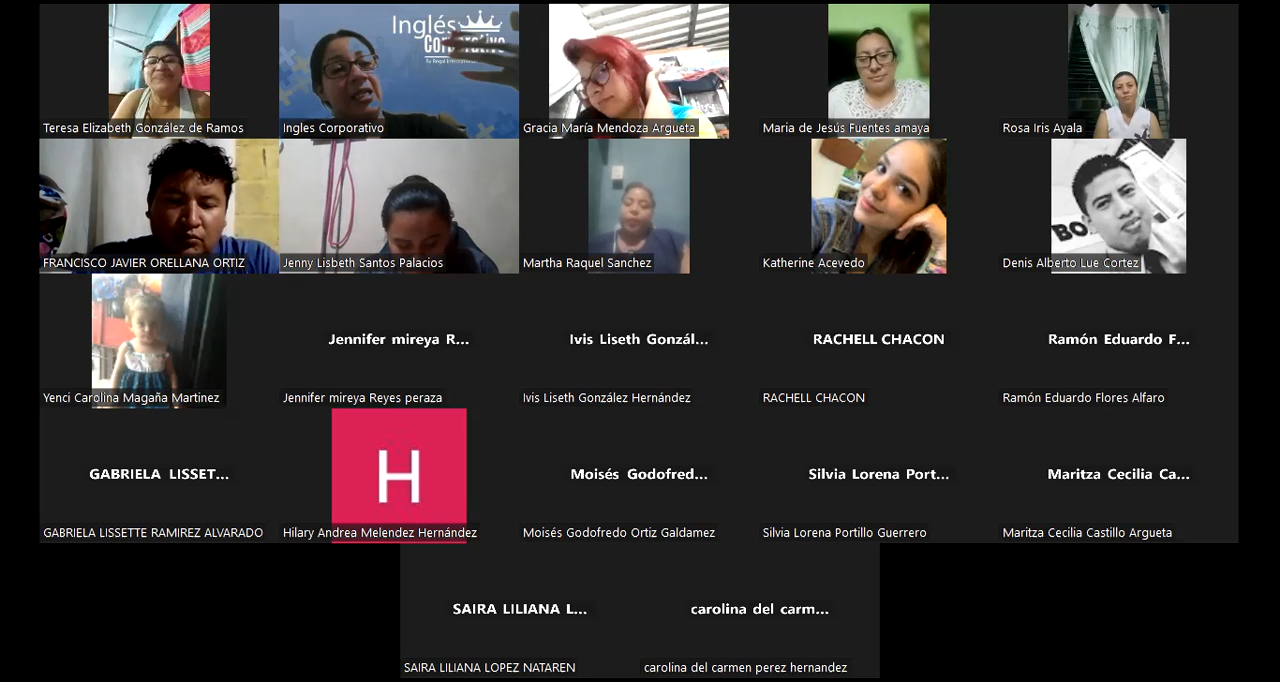 Inglés
Corporativo
Teresa Elizabeth González de Ramos
Ingles Corporativo
Gracia María Mendoza Argueta
Maria de Jesús Fuentes amaya
Rosa Iris Ayala
BO
FRANCISCO JAVIER ORELLANA ORTIZ
Jenny Lisbeth Santos Palacios
Martha Raquel Sanchez
Katherine Acevedo
Denis Alberto Lue Cortez
Jennifer mireya R...
Ivis Liseth Gonzál...
RACHELL CHACON
Ramón Eduardo F...
Yenci Carolina Magaña Martinez
Jennifer mireya Reyes peraza
Ivis Liseth González Hernández
RACHELL CHACON
Ramón Eduardo Flores Alfaro
GABRIELA LISSET...
H
Moisés Godofred...
Silvia Lorena Port...
Maritza Cecilia Ca...
GABRIELA LISSETTE RAMIREZ ALVARADO
Hilary Andrea Melendez Hernández
Moisés Godofredo Ortiz Galdamez
Silvia Lorena Portillo Guerrero
Maritza Cecilia Castillo Argueta
SAIRA LILIANA L...
carolina del carm...
SAIRA LILIANA LOPEZ NATAREN
carolina del carmen perez hernandez